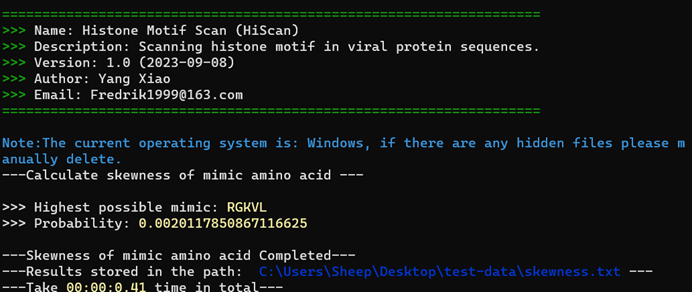 ====================================================================
>>> Name: Histone Motif Scan (HiScan)
>>> Description: Scanning histone motif in viral protein sequences.
>>> Version: 1.0 (2023-09-08)
>>> Author: Yang Xiao
>>> Email: Fredrik1999@163.com
====================================================================
Note:The current operating system is: Windows, if there are any hidden files please m
anually delete.
---Calculate skewness of mimic amino acid ---
>>> Highest possible mimic: RGKVL
>>> Probability: 0.0020117850867116625
---Skewness of mimic amino acid Completed---
---Results stored in the path:  C:\Users\Sheep\Desktop\test-data\skewness.txt ---
---Take 00:00:0.41 time in total---